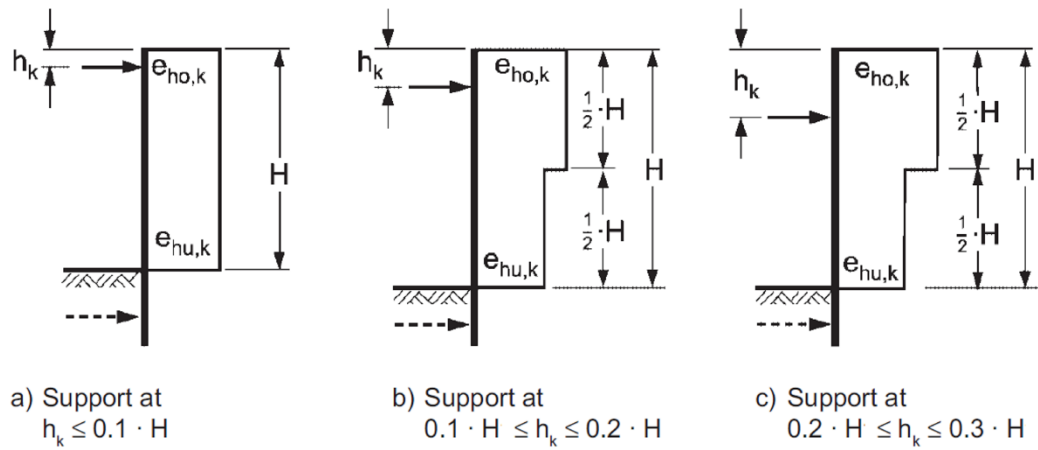 h_k
e_ho,k
e_hu,k
H
a) Support at
h_k ≤ 0.1 · H
h_k
e_ho,k
e_hu,k
1/2 · H
1/2 · H
H
b) Support at
0.1 · H ≤ h_k ≤ 0.2 · H
h_k
e_ho,k
e_hu,k
1/2 · H
1/2 · H
H
c) Support at
0.2 · H ≤ h_k ≤ 0.3 · H